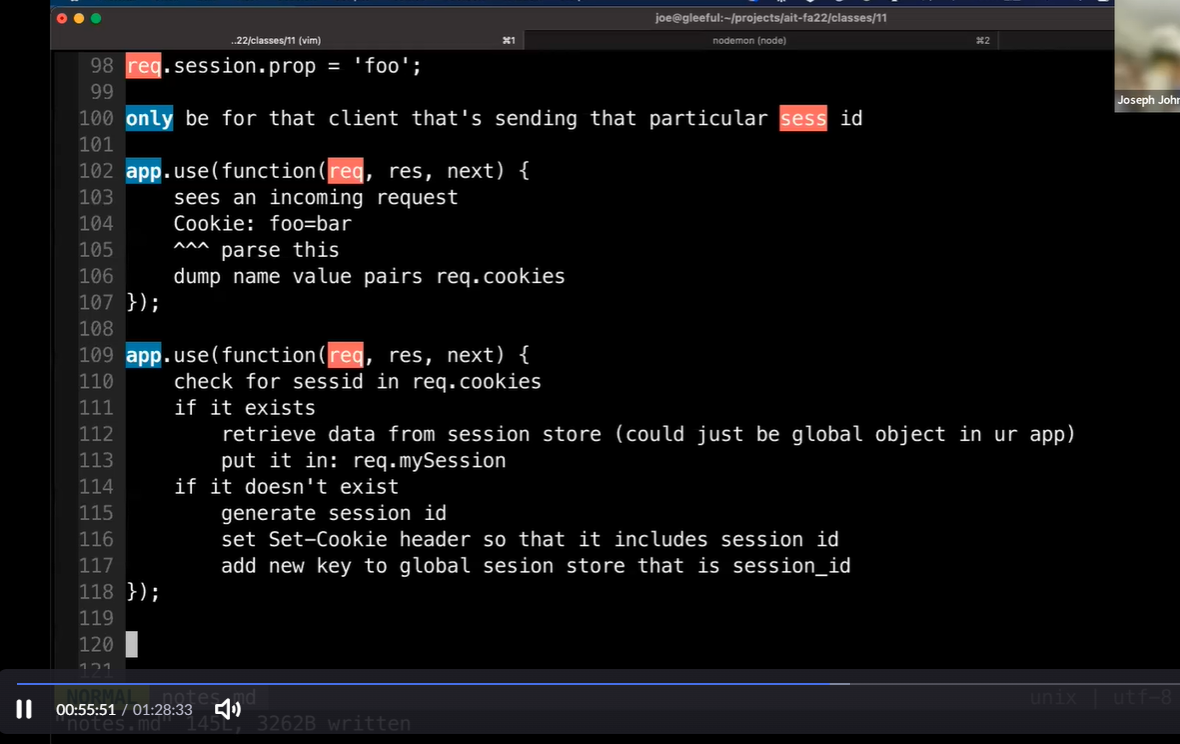 joe@gleeful:~/projects/ait-fa22/classes/11
..22/classes/11 (vim) ⌘1 nodemon (node) ⌘2
98 req.session.prop = 'foo';
99
100 only be for that client that's sending that particular sess id
101
102 app.use(function(req, res, next) {
103 sees an incoming request
104 Cookie: foo=bar
105 ^^^ parse this
106 dump name value pairs req.cookies
107 });
108
109 app.use(function(req, res, next) {
110 check for sessid in req.cookies
111 if it exists
112 retrieve data from session store (could just be global object in ur app)
113 put it in: req.mySession
114 if it doesn't exist
115 generate session id
116 set Set-Cookie header so that it includes session id
117 add new key to global sesion store that is session_id
118 });
119
120
121
Joseph John
NORMAL notes.md unix | utf-8
00:55:51 / 01:28:33
"notes.md" 145L, 3262B written